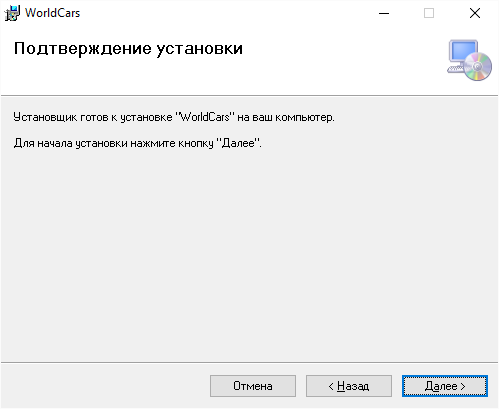 WorldCars
Подтверждение установки
Установщик готов к установке "WorldCars" на ваш компьютер.
Для начала установки нажмите кнопку "Далее".
Отмена
< Назад
Далее >